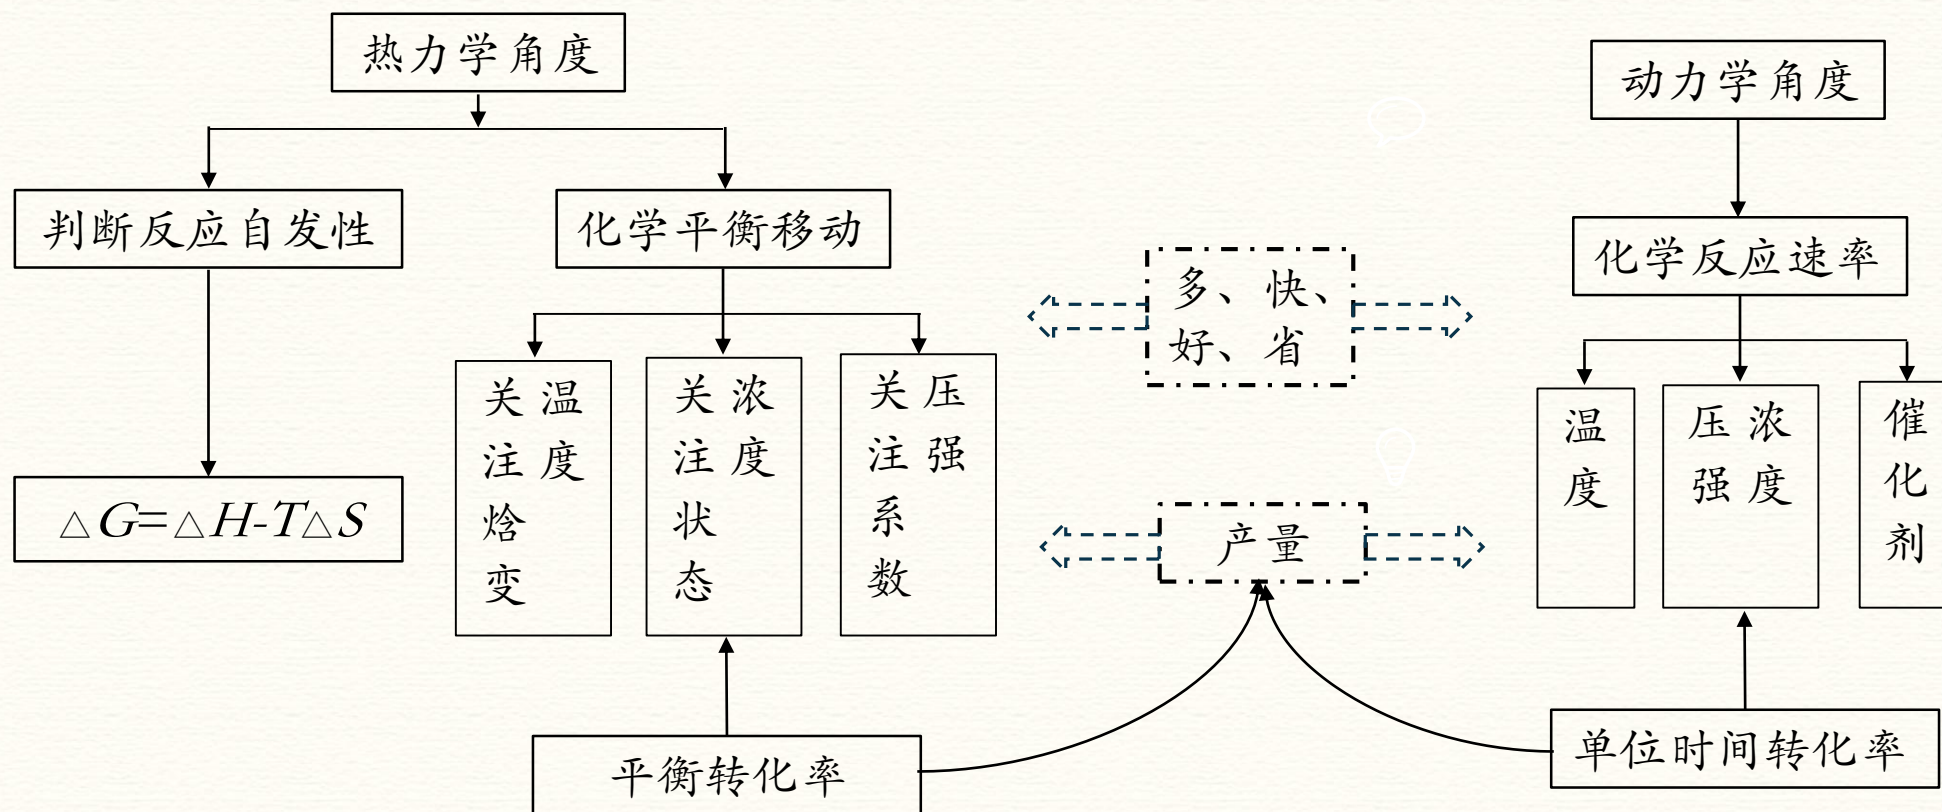 热力学角度
动力学角度
判断反应自发性
化学平衡移动
化学反应速率
多、快、
好、省
温度
关注焓变
浓度
关注状态
压强
关注系数
温度
浓度
压强
催化剂
△G=△H-T△S
产量
平衡转化率
单位时间转化率